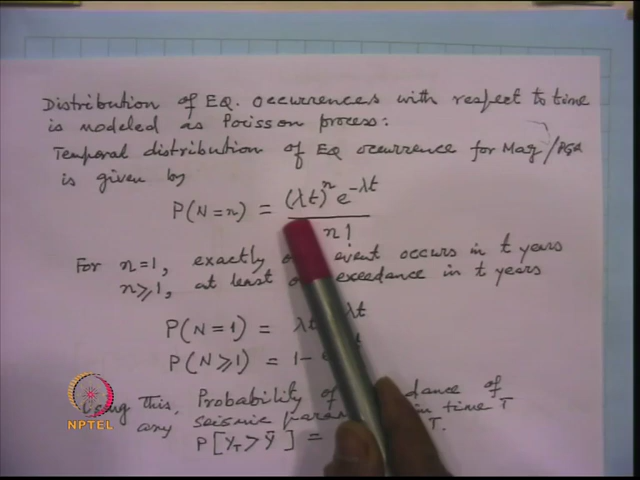 Distribution of EQ. occurrences with respect to time
is modeled as Poisson process:
Temporal distribution of EQ occurrence for Mag/PGA
is given by
P(N=n) = (λt)^n e^{-λt} / n!
For n=1, exactly event occurs in t years
n≥1, at least exceedance in t years
P(N=1) = λt
P(N≥1) = 1-
Using this, Probability of of
any seismic in time T
P[Y_T > ȳ] = T.
NPTEL